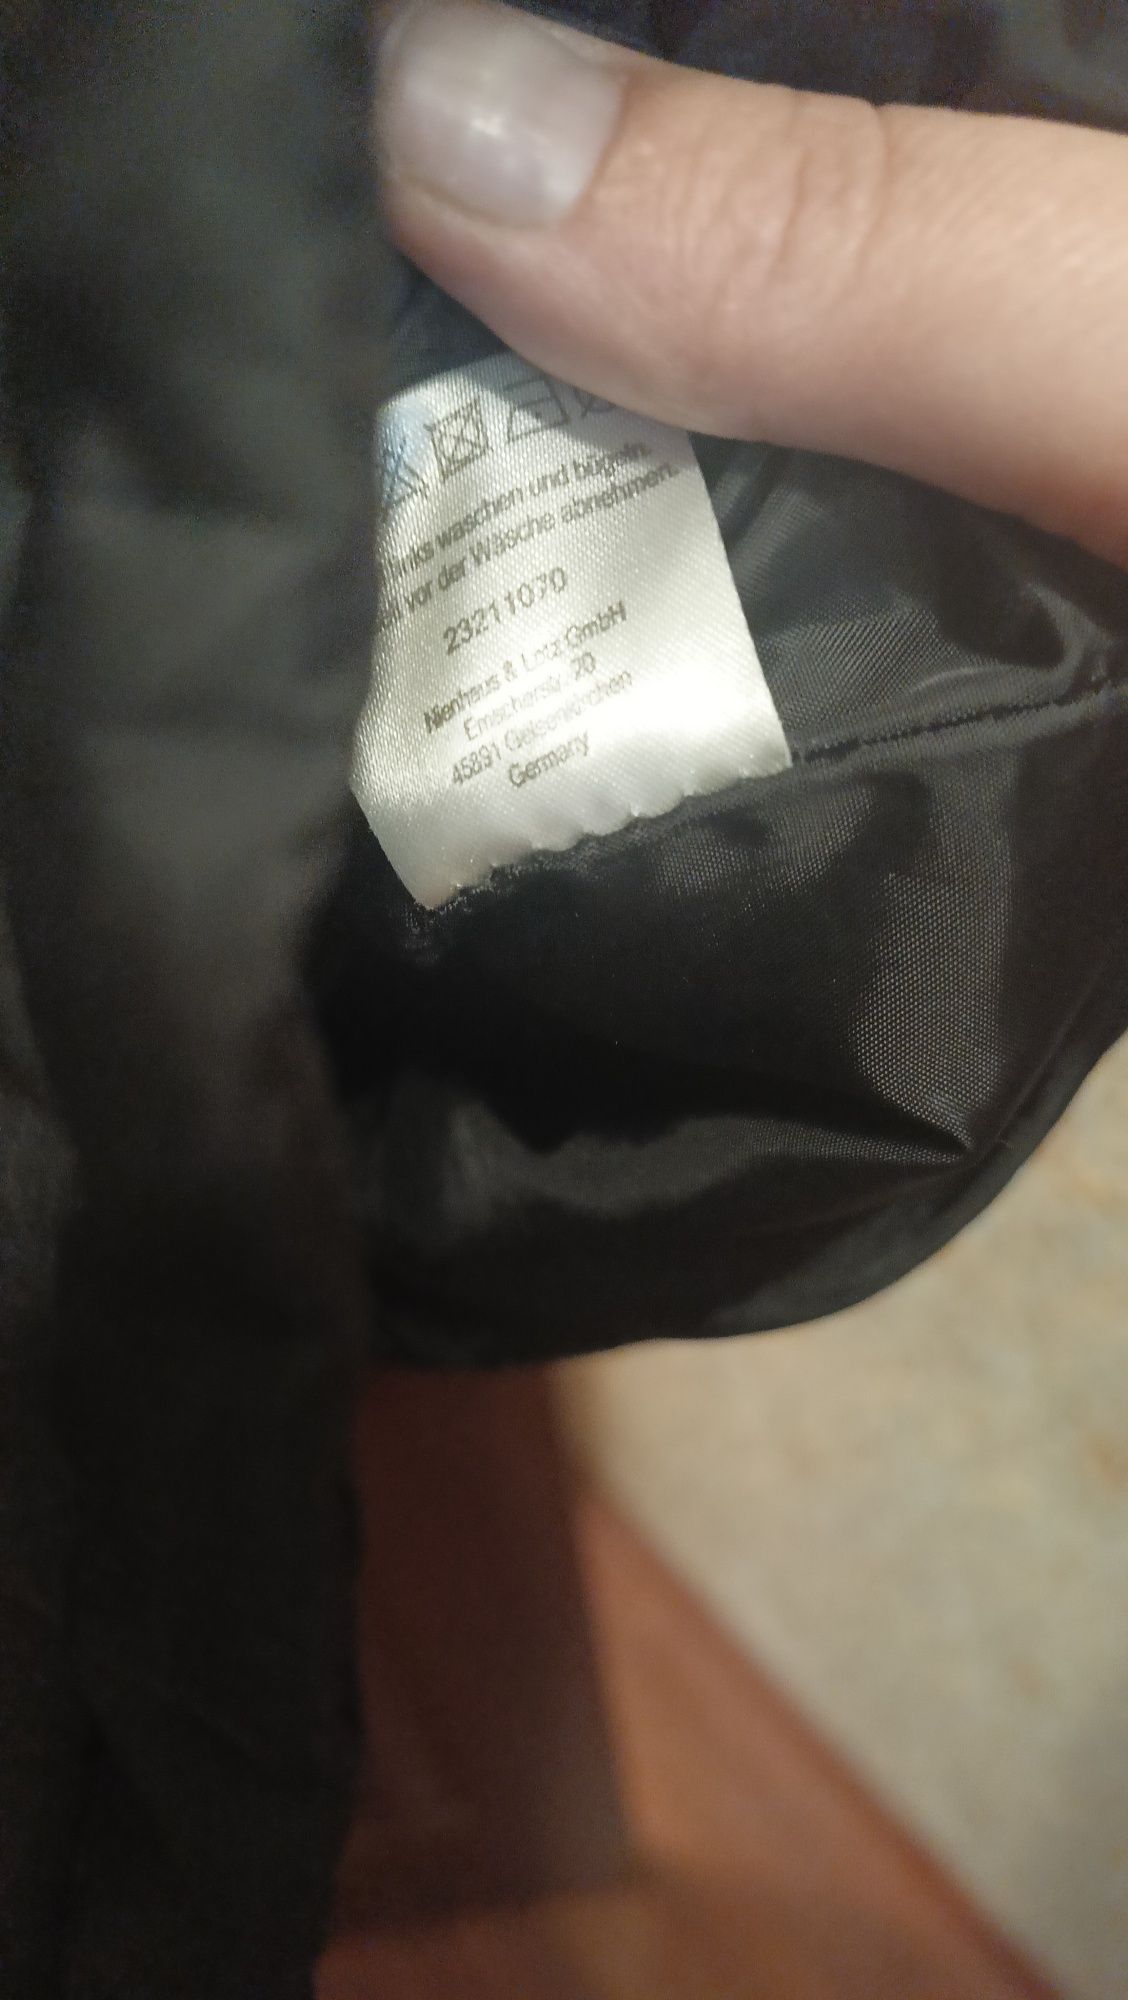 links waschen und bügeln
vor der Wäsche abnehmen
23211070
Nienhaus & Lotz GmbH
Emscherstr. 20
45891 Gelsenkirchen
Germany